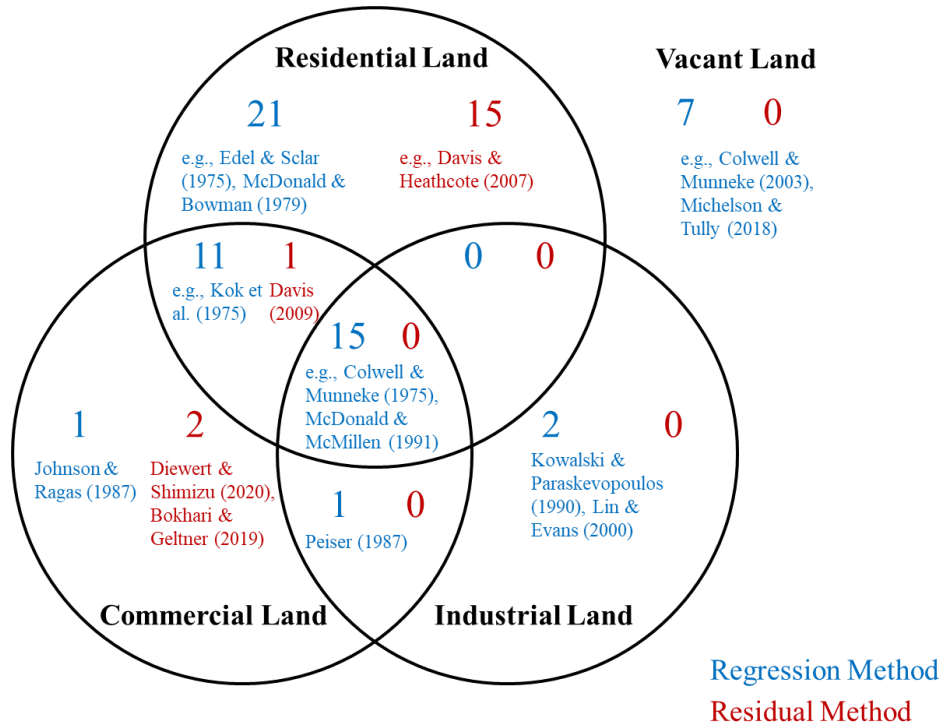 Residential Land
21
e.g., Edel & Sclar
(1975), McDonald &
Bowman (1979)
15
e.g., Davis &
Heathcote (2007)
Vacant Land
7
0
e.g., Colwell &
Munneke (2003),
Michelson &
Tully (2018)
11
e.g., Kok et
al. (1975)
1
Davis
(2009)
0
0
15
0
e.g., Colwell &
Munneke (1975),
McDonald &
McMillen (1991)
1
Johnson &
Ragas (1987)
2
Diewert &
Shimizu (2020),
Bokhari &
Geltner (2019)
2
0
Kowalski &
Paraskevopoulos
(1990), Lin &
Evans (2000)
1
0
Peiser (1987)
Commercial Land
Industrial Land
Regression Method
Residual Method